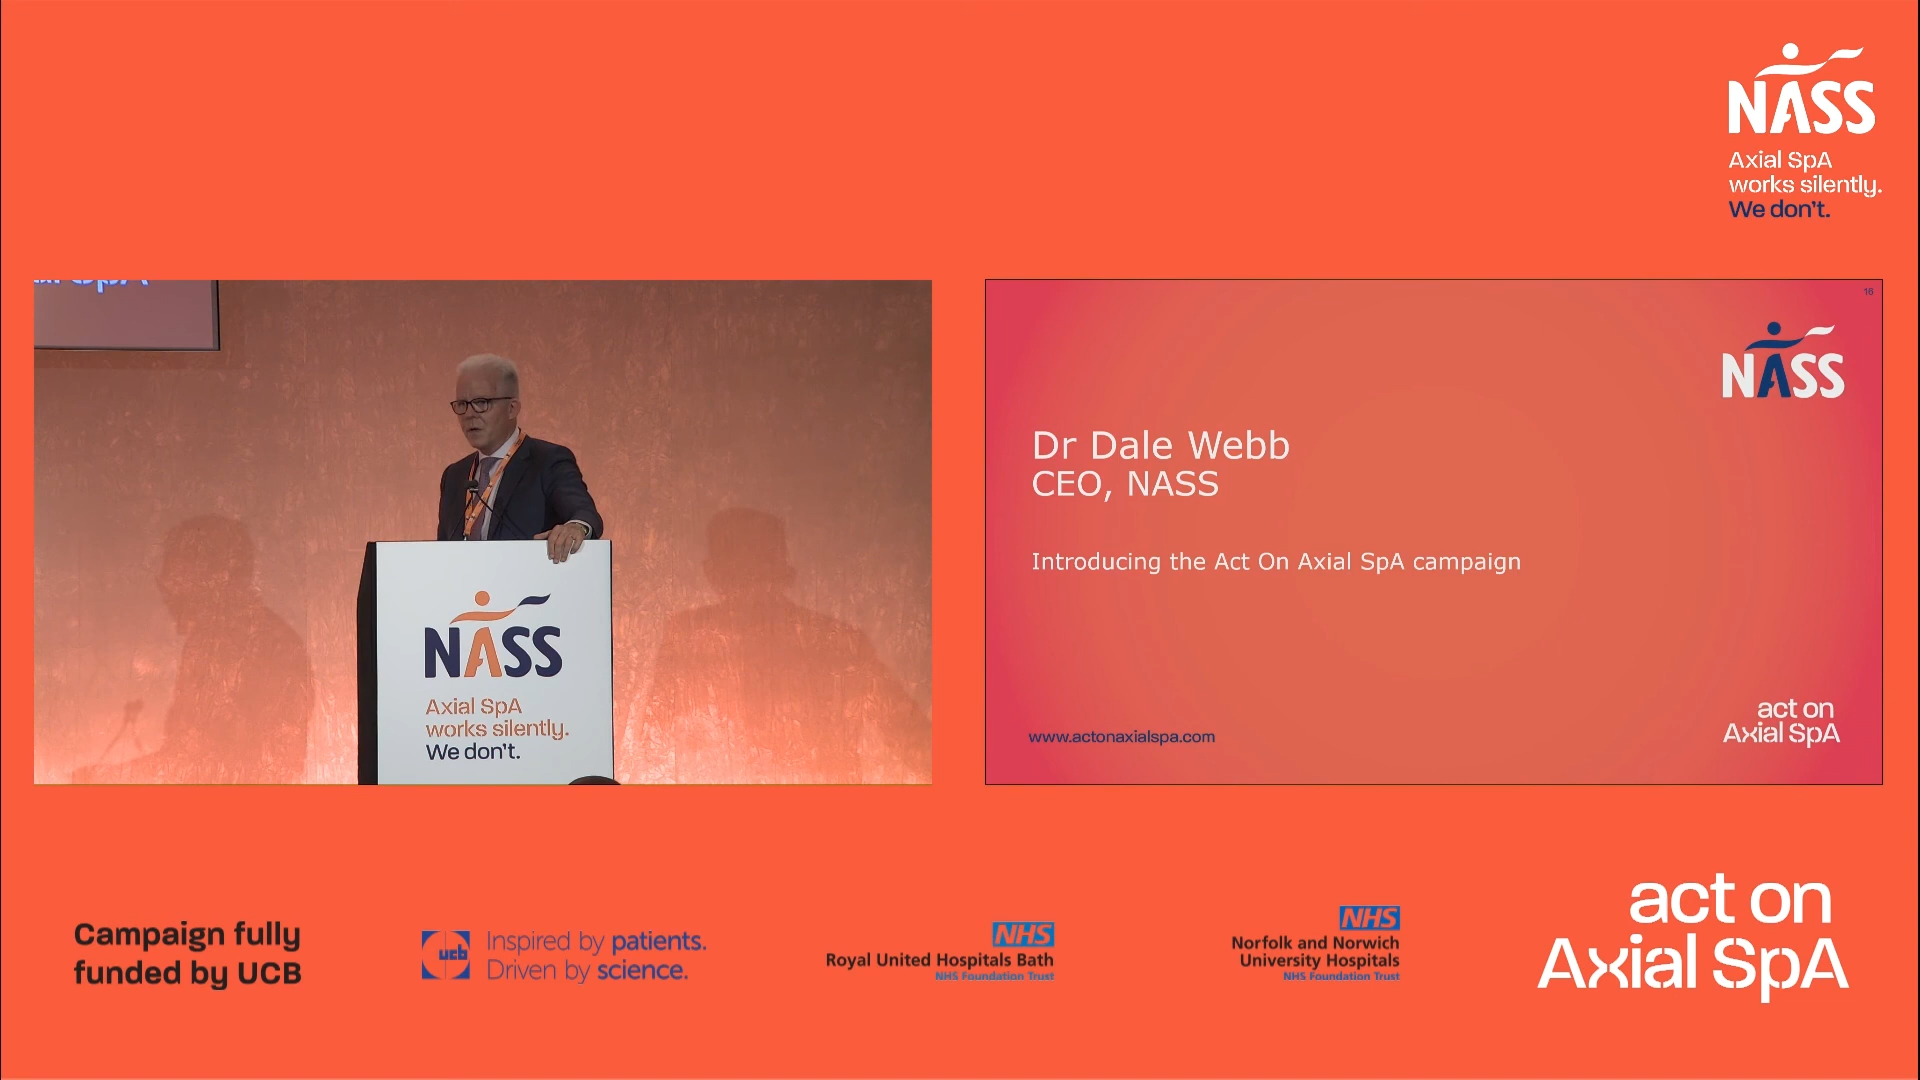 NASS
Axial SpA
works silently.
We don't.
NASS
Axial SpA
works silently.
We don't.
16
NASS
Dr Dale Webb
CEO, NASS
Introducing the Act On Axial SpA campaign
www.actonaxialspa.com
act on
Axial SpA
Campaign fully
funded by UCB
ucb
Inspired by patients.
Driven by science.
NHS
Royal United Hospitals Bath
NHS Foundation Trust
NHS
Norfolk and Norwich
University Hospitals
NHS Foundation Trust
act on
Axial SpA